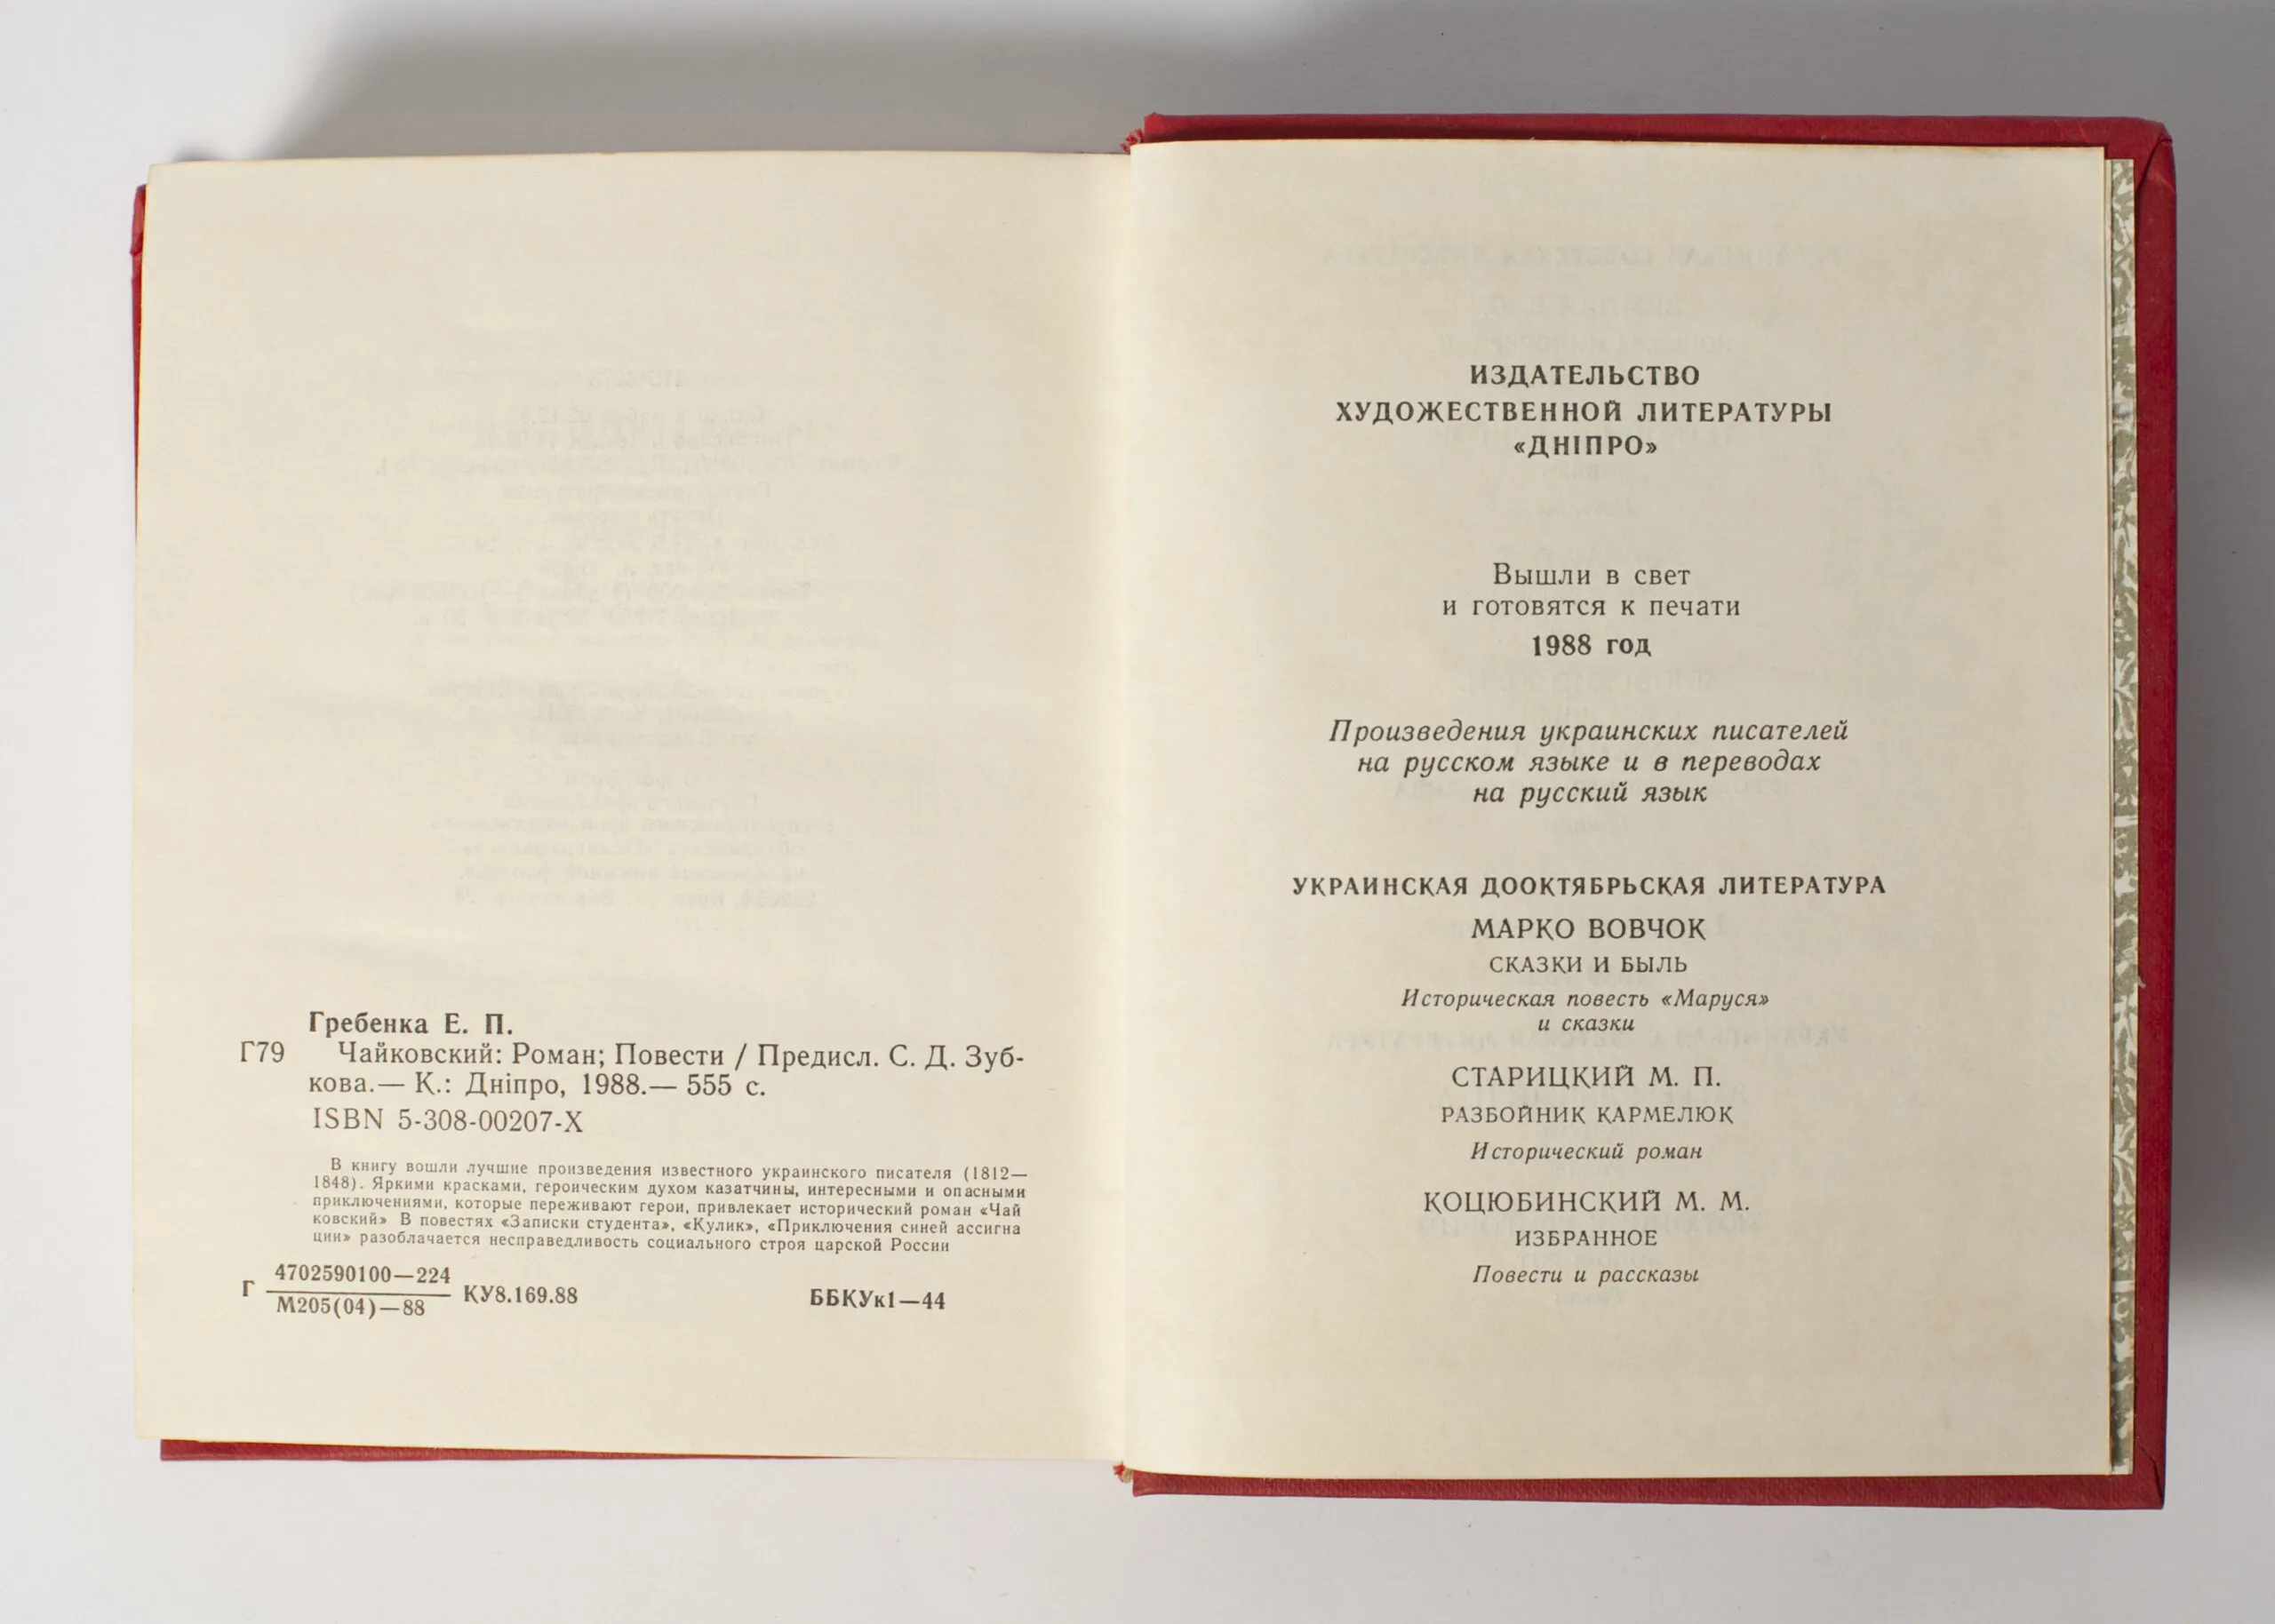 Гребенка Е. П.
Г79 Чайковский: Роман; Повести / Предисл. С. Д. Зуб-
кова.— К.: Дніпро, 1988.— 555 с.
ISBN 5-308-00207-X
В книгу вошли лучшие произведения известного украинского писателя (1812—
1848). Яркими красками, героическим духом казатчины, интересными и опасными
приключениями, которые переживают герои, привлекает исторический роман «Чай
ковский» В повестях «Записки студента», «Кулик», «Приключения синей ассигна
ции» разоблачается несправедливость социального строя царской России
Г 4702590100—224
М205(04)—88 КУ8.169.88 ББКУк1—44
ИЗДАТЕЛЬСТВО
ХУДОЖЕСТВЕННОЙ ЛИТЕРАТУРЫ
«ДНІПРО»
Вышли в свет
и готовятся к печати
1988 год
Произведения украинских писателей
на русском языке и в переводах
на русский язык
УКРАИНСКАЯ ДООКТЯБРЬСКАЯ ЛИТЕРАТУРА
МАРКО ВОВЧОК
СКАЗКИ И БЫЛЬ
Историческая повесть «Маруся»
и сказки
СТАРИЦКИЙ М. П.
РАЗБОЙНИК КАРМЕЛЮК
Исторический роман
КОЦЮБИНСКИЙ М. М.
ИЗБРАННОЕ
Повести и рассказы